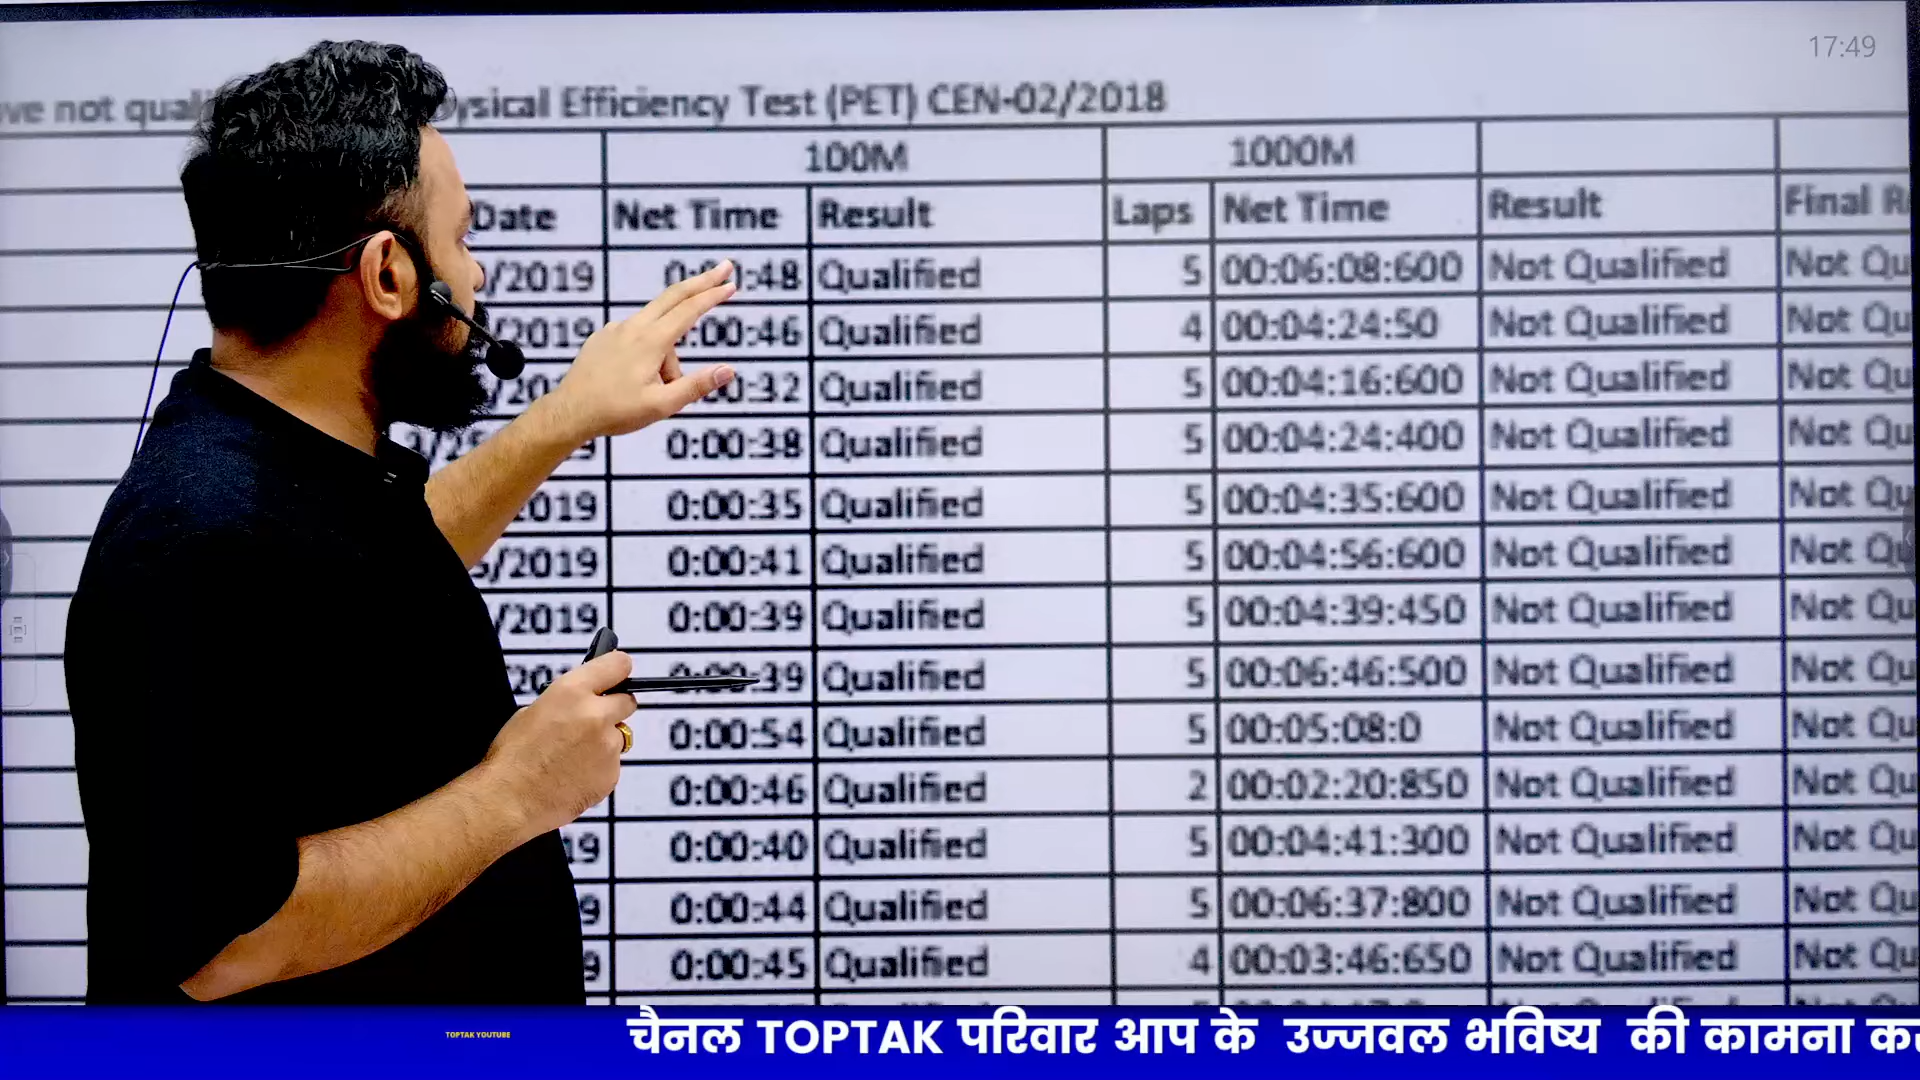 17:49
Efficiency Test (PET) CEN-02/2018
100M 1000M
Date Net Time Result Laps Net Time Result Final
/2019 :48 Qualified 5 00:06:08:600 Not Qualified Not Qu
/2019 :00:46 Qualified 4 00:04:24:50 Not Qualified Not Qu
:32 Qualified 5 00:04:16:600 Not Qualified Not Qu
0:00:38 Qualified 5 00:04:24:400 Not Qualified Not Qu
2019 0:00:35 Qualified 5 00:04:35:600 Not Qualified Not Qu
/2019 0:00:41 Qualified 5 00:04:56:600 Not Qualified Not Qu
/2019 0:00:39 Qualified 5 00:04:39:450 Not Qualified Not Qu
:39 Qualified 5 00:06:46:500 Not Qualified Not Qu
0:00:54 Qualified 5 00:05:08:0 Not Qualified Not Qu
0:00:46 Qualified 2 00:02:20:850 Not Qualified Not Qu
19 0:00:40 Qualified 5 00:04:41:300 Not Qualified Not Qu
9 0:00:44 Qualified 5 00:06:37:800 Not Qualified Not Qu
9 0:00:45 Qualified 4 00:03:46:650 Not Qualified Not Qu
TOPTAK YOUTUBE
चैनल TOPTAK परिवार आप के उज्जवल भविष्य की कामना